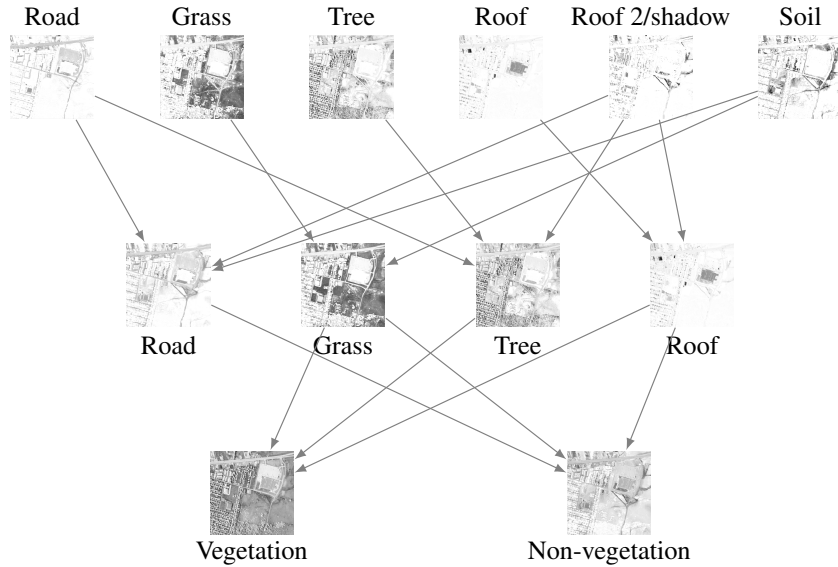 Road Grass Tree Roof Roof 2/shadow Soil
Road Grass Tree Roof
Vegetation Non-vegetation